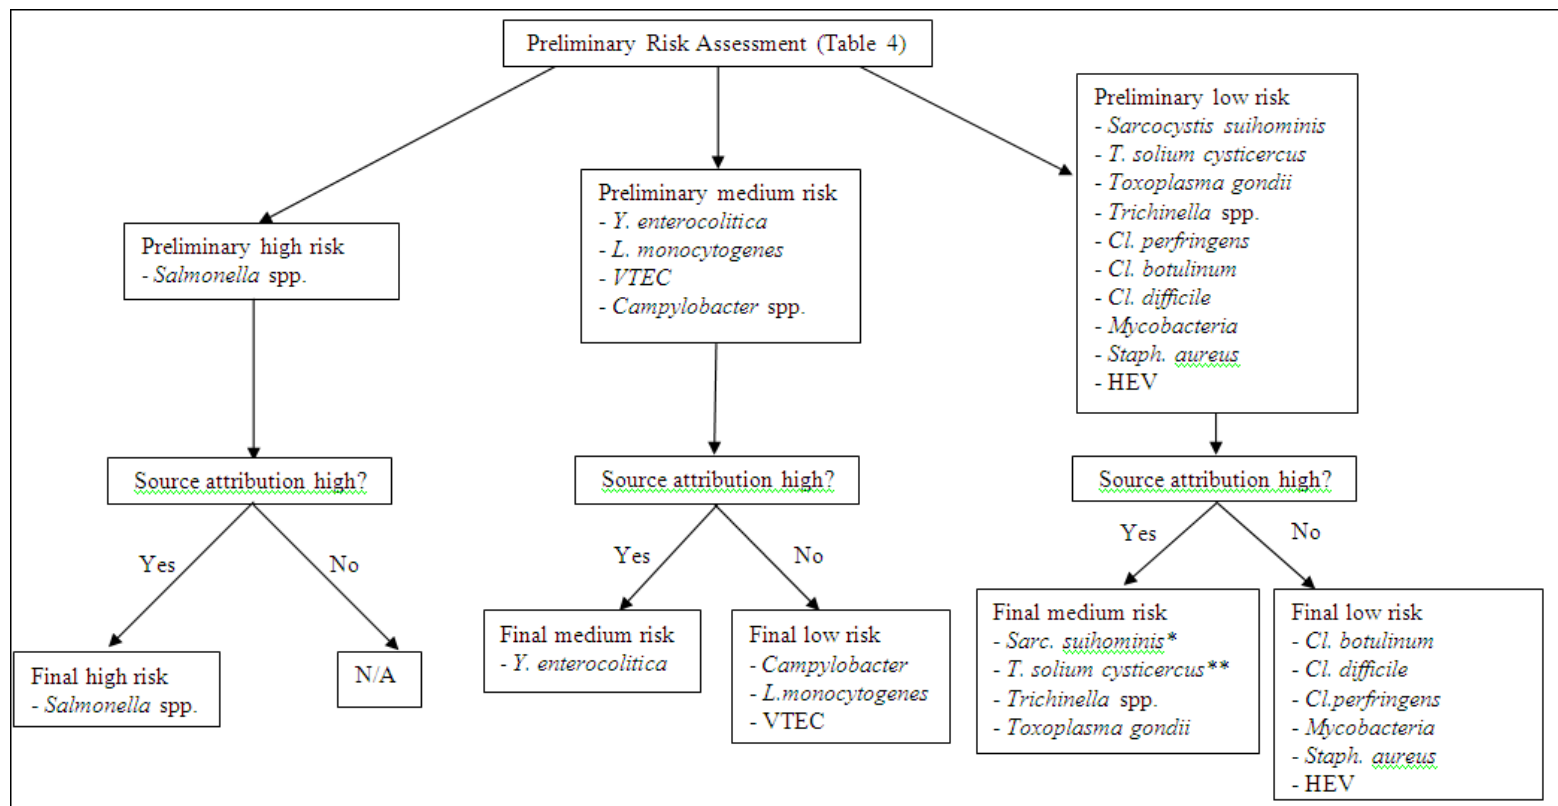 Preliminary Risk Assessment (Table 4)
Preliminary high risk
- Salmonella spp.
Preliminary medium risk
- Y. enterocolitica
- L. monocytogenes
- VTEC
- Campylobacter spp.
Preliminary low risk
- Sarcocystis suihominis
- T. solium cysticercus
- Toxoplasma gondii
- Trichinella spp.
- Cl. perfringens
- Cl. botulinum
- Cl. difficile
- Mycobacteria
- Staph. aureus
- HEV
Source attribution high?
Source attribution high?
Source attribution high?
Yes
No
Yes
No
Yes
No
Final high risk
- Salmonella spp.
N/A
Final medium risk
- Y. enterocolitica
Final low risk
- Campylobacter
- L.monocytogenes
- VTEC
Final medium risk
- Sarc. suihominis*
- T. solium cysticercus**
- Trichinella spp.
- Toxoplasma gondii
Final low risk
- Cl. botulinum
- Cl. difficile
- Cl.perfringens
- Mycobacteria
- Staph. aureus
- HEV